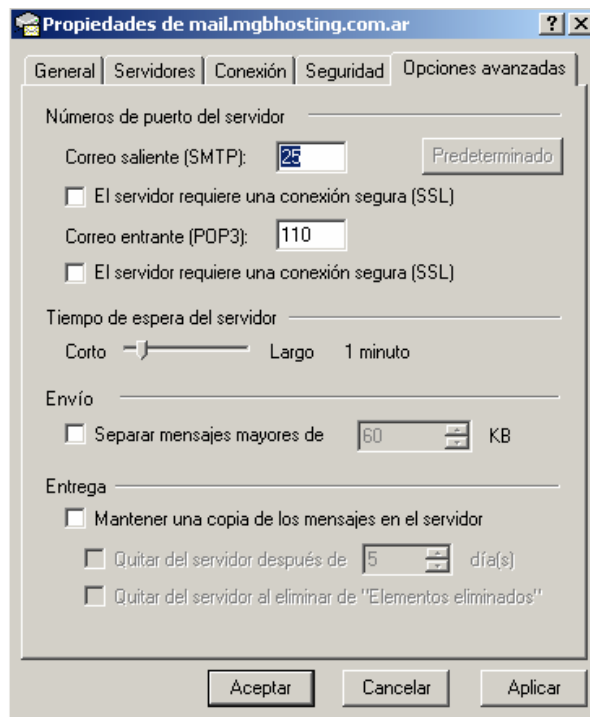 Propiedades de mail.mgbhosting.com.ar
General Servidores Conexión Seguridad Opciones avanzadas
Números de puerto del servidor
Correo saliente (SMTP): 25 Predeterminado
El servidor requiere una conexión segura (SSL)
Correo entrante (POP3): 110
El servidor requiere una conexión segura (SSL)
Tiempo de espera del servidor
Corto Largo 1 minuto
Envío
Separar mensajes mayores de 60 KB
Entrega
Mantener una copia de los mensajes en el servidor
Quitar del servidor después de 5 día(s)
Quitar del servidor al eliminar de "Elementos eliminados"
Aceptar Cancelar Aplicar